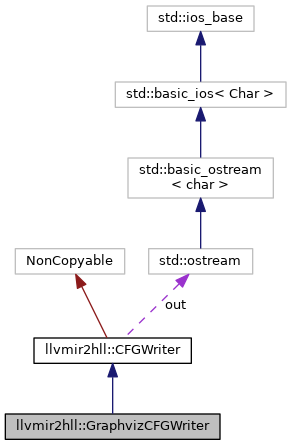 std::ios_base
std::basic_ios< Char >
std::basic_ostream
< char >
NonCopyable
std::ostream
out
llvmir2hll::CFGWriter
llvmir2hll::GraphvizCFGWriter